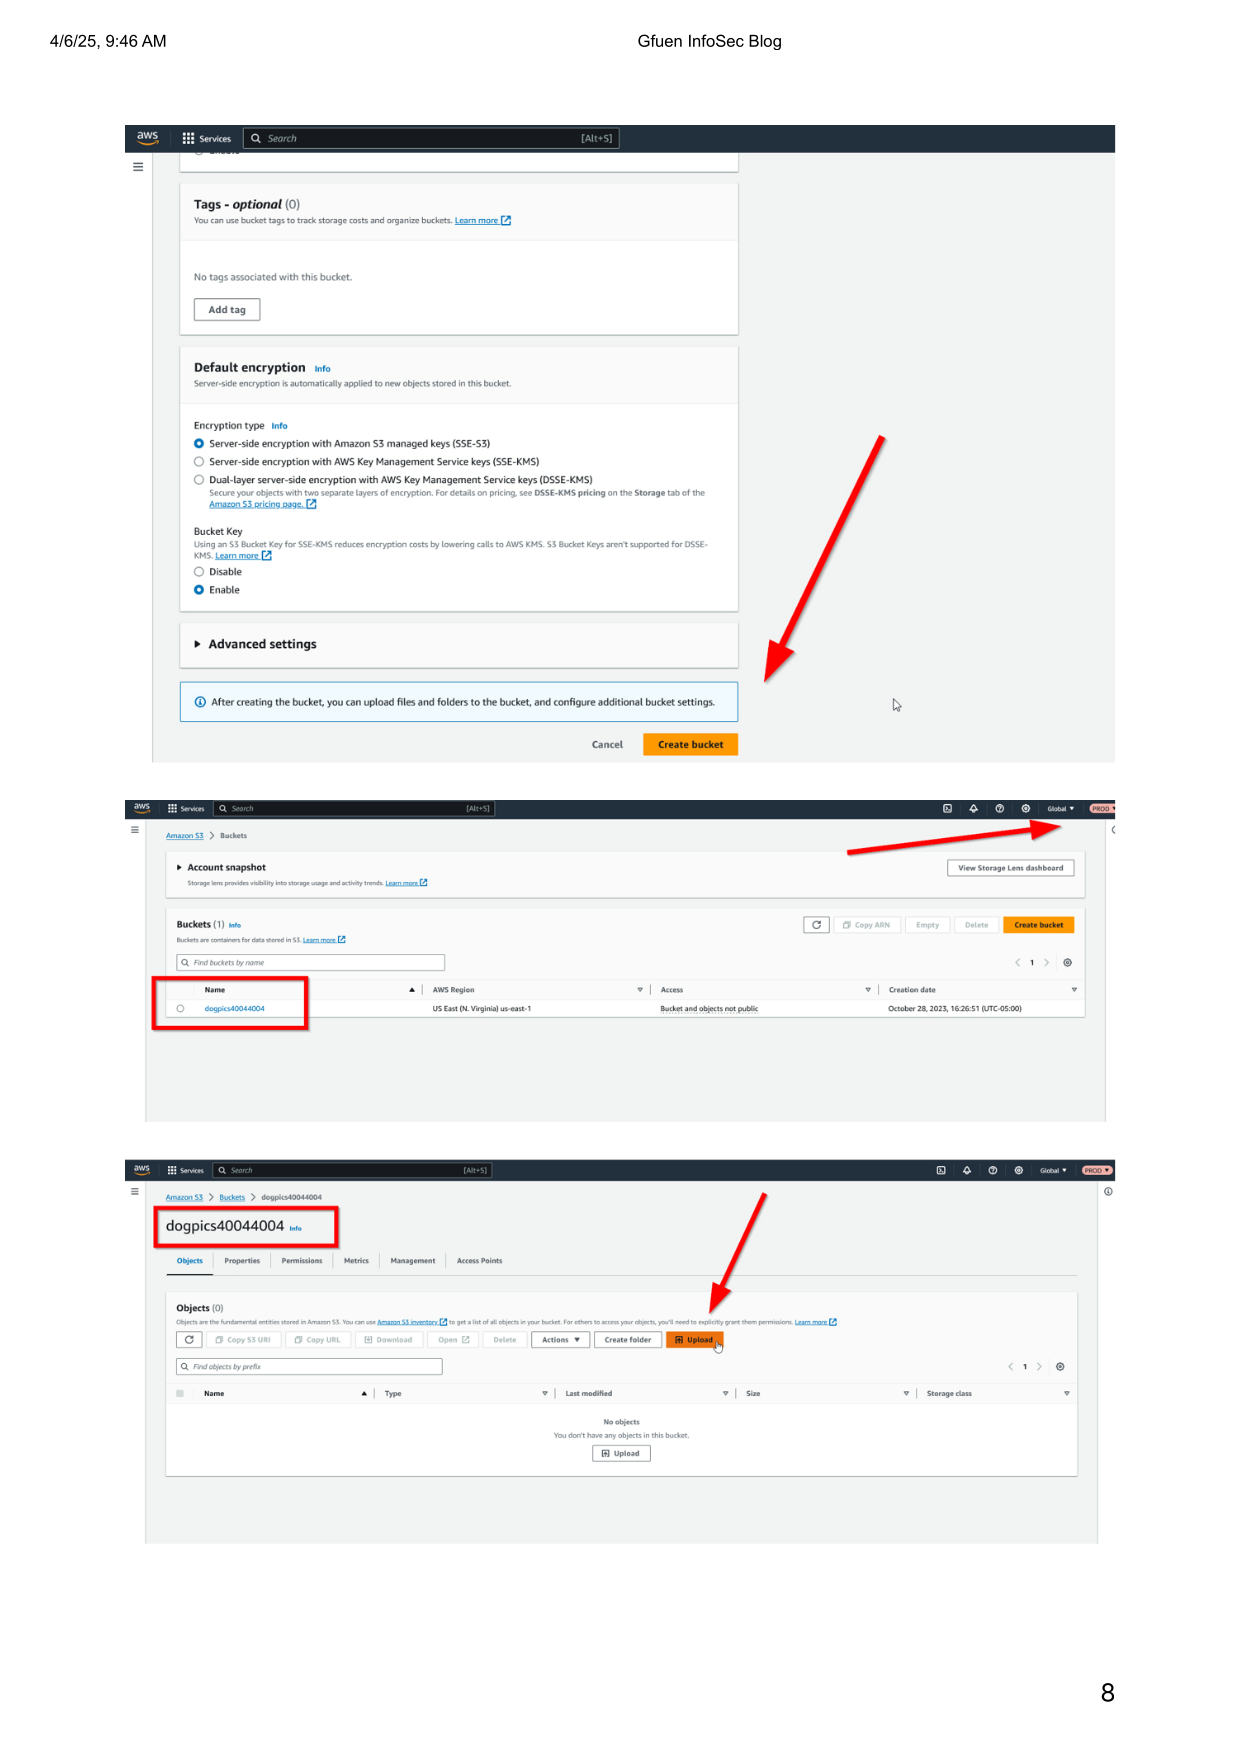 4/6/25, 9:46 AM
Gfuen InfoSec Blog
aws
Services
Search
[Alt+S]
Tags - optional (0)
You can use bucket tags to track storage costs and organize buckets. Learn more
No tags associated with this bucket.
Add tag
Default encryption Info
Server-side encryption is automatically applied to new objects stored in this bucket.
Encryption type Info
Server-side encryption with Amazon S3 managed keys (SSE-S3)
Server-side encryption with AWS Key Management Service keys (SSE-KMS)
Dual-layer server-side encryption with AWS Key Management Service keys (DSSE-KMS)
Secure your objects with two separate layers of encryption. For details on pricing, see DSSE-KMS pricing on the Storage tab of the
Amazon S3 pricing page.
Bucket Key
Using an S3 Bucket Key for SSE-KMS reduces encryption costs by lowering calls to AWS KMS. S3 Bucket Keys aren't supported for DSSE-
KMS. Learn more
Disable
Enable
Advanced settings
After creating the bucket, you can upload files and folders to the bucket, and configure additional bucket settings.
Cancel
Create bucket
aws
Services
Search
[Alt+S]
Global
PROD
Amazon S3 > Buckets
Account snapshot
Storage lens provides visibility into storage usage and activity trends. Learn more
View Storage Lens dashboard
Buckets (1) Info
Buckets are containers for data stored in S3. Learn more
Copy ARN
Empty
Delete
Create bucket
Find buckets by name
1
Name
AWS Region
Access
Creation date
dogpics40044004
US East (N. Virginia) us-east-1
Bucket and objects not public
October 28, 2023, 16:26:51 (UTC-05:00)
aws
Services
Search
[Alt+S]
Global
PROD
Amazon S3 > Buckets > dogpics40044004
dogpics40044004 Info
Objects
Properties
Permissions
Metrics
Management
Access Points
Objects (0)
Objects are the fundamental entities stored in Amazon S3. You can use Amazon S3 inventory to get a list of all objects in your bucket. For others to access your objects, you'll need to explicitly grant them permissions. Learn more
Copy S3 URI
Copy URL
Download
Open
Delete
Actions
Create folder
Upload
Find objects by prefix
1
Name
Type
Last modified
Size
Storage class
No objects
You don't have any objects in this bucket.
Upload
8